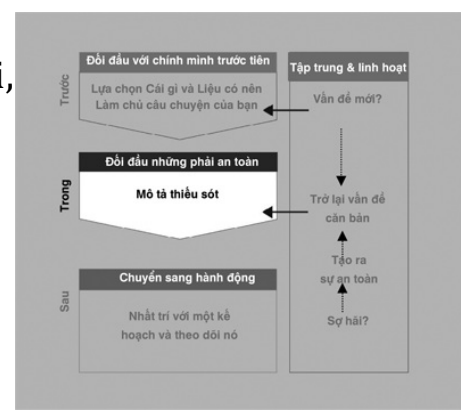 i,
Trước
Đối đầu với chính mình trước tiên
Lựa chọn Cái gì và Liệu có nên
Làm chủ câu chuyện của bạn
Trong
Đối đầu những phải an toàn
Mô tả thiếu sót
Sau
Chuyển sang hành động
Nhất trí với một kế
hoạch và theo dõi nó
Tập trung & linh hoạt
Vần đề mới?
Trở lại vần đề
căn bản
Tạo ra
sự an toàn
Sợ hãi?